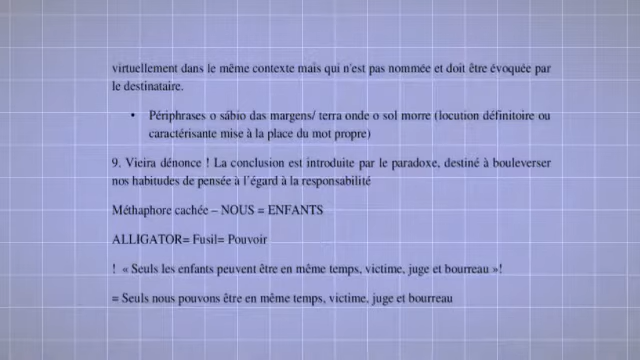 virtuellement dans le même contexte mais qui n'est pas nommée et doit être évoquée par
le destinataire.
• Périphrases o sábio das margens/ terra onde o sol morre (locution définitoire ou
caractérisante mise à la place du mot propre)
9. Vieira dénonce ! La conclusion est introduite par le paradoxe, destiné à bouleverser
nos habitudes de pensée à l'égard à la responsabilité
Méthaphore cachée – NOUS = ENFANTS
ALLIGATOR= Fusil= Pouvoir
! « Seuls les enfants peuvent être en même temps, victime, juge et bourreau »!
= Seuls nous pouvons être en même temps, victime, juge et bourreau